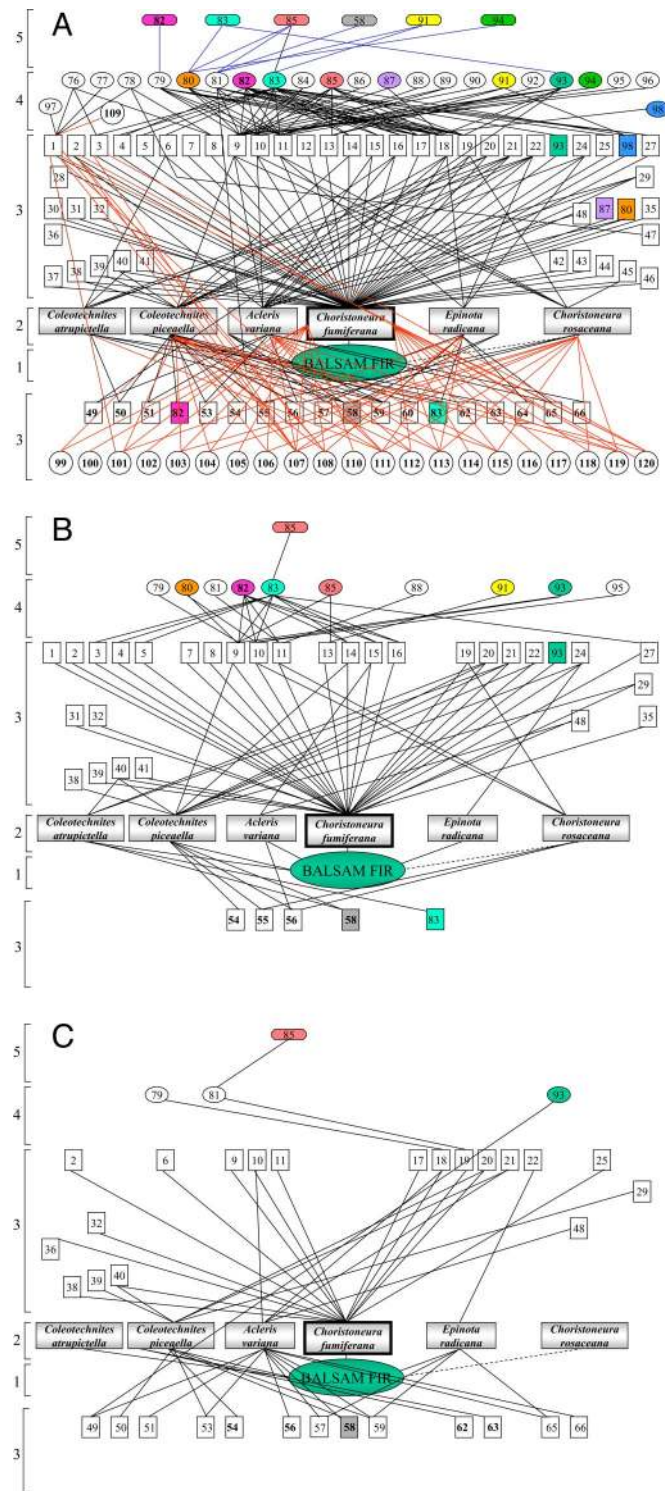 A
5
82 83 85 58 91 94
4
76 77 78 79 80 81 82 83 84 85 86 87 88 89 90 91 92 93 94 95 96
97 109 98
1 2 3 4 5 6 7 8 9 10 11 12 13 14 15 16 17 18 19 20 21 22 93 24 25 98 27
28 29
3
30 31 32 48 87 80 35
36 47
37 38 39 40 41 42 43 44 45 46
2
Coleotechnites Coleotechnites Acleris Choristoneura Epinota Choristoneura
atrupictella piceaella variana fumiferana radicana rosaceana
1
BALSAM FIR
3
49 50 51 82 53 54 55 56 57 58 59 60 83 62 63 64 65 66
99 100 101 102 103 104 105 106 107 108 110 111 112 113 114 115 116 117 118 119 120
B
5
85
4
79 80 81 82 83 85 88 91 93 95
1 2 3 4 5 7 8 9 10 11 13 14 15 16 19 20 21 22 93 24 27
29
3
31 32 48 35
38 39 40 41
2
Coleotechnites Coleotechnites Acleris Choristoneura Epinota Choristoneura
atrupictella piceaella variana fumiferana radicana rosaceana
1
BALSAM FIR
3
54 55 56 58 83
C
5
85
4
79 81 93
2 6 9 10 11 17 18 19 20 21 22 25
29
3
32 48
36
38 39 40
2
Coleotechnites Coleotechnites Acleris Choristoneura Epinota Choristoneura
atrupictella piceaella variana fumiferana radicana rosaceana
1
BALSAM FIR
3
49 50 51 53 54 56 57 58 59 62 63 65 66